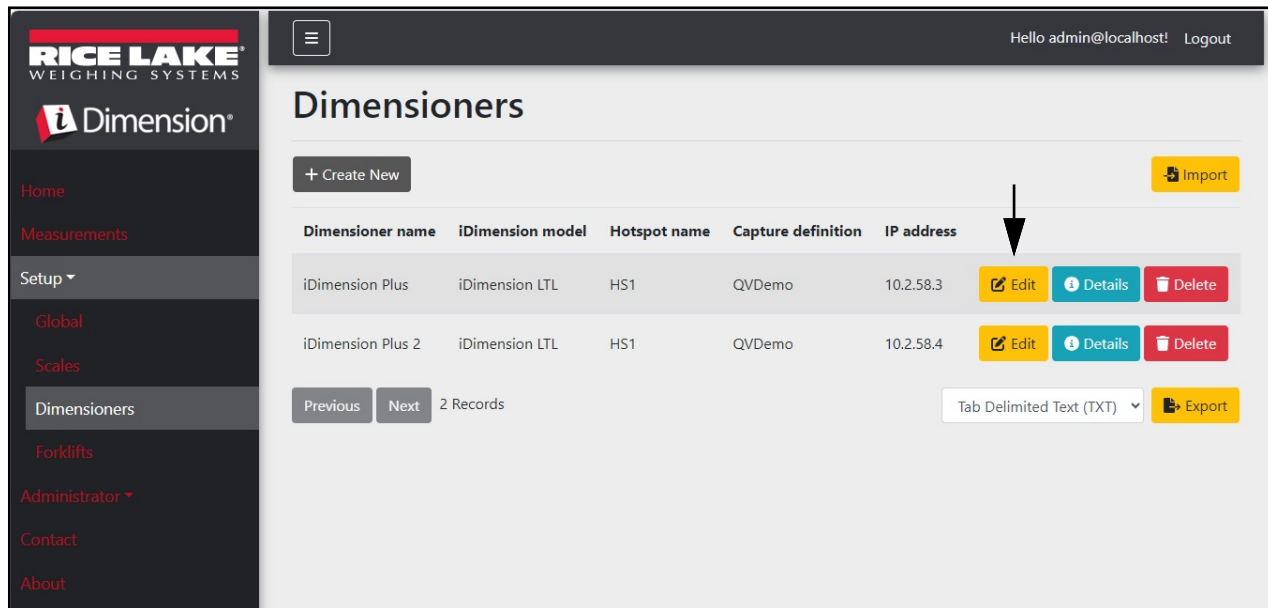 RICE LAKE®
WEIGHING SYSTEMS
i Dimension®
Home
Measurements
Setup
Global
Scales
Dimensioners
Forklifts
Administrator
Contact
About
Hello admin@localhost! Logout
Dimensioners
+ Create New
Import
Dimensioner name iDimension model Hotspot name Capture definition IP address
iDimension Plus iDimension LTL HS1 QVDemo 10.2.58.3 Edit Details Delete
iDimension Plus 2 iDimension LTL HS1 QVDemo 10.2.58.4 Edit Details Delete
Previous Next 2 Records Tab Delimited Text (TXT) Export